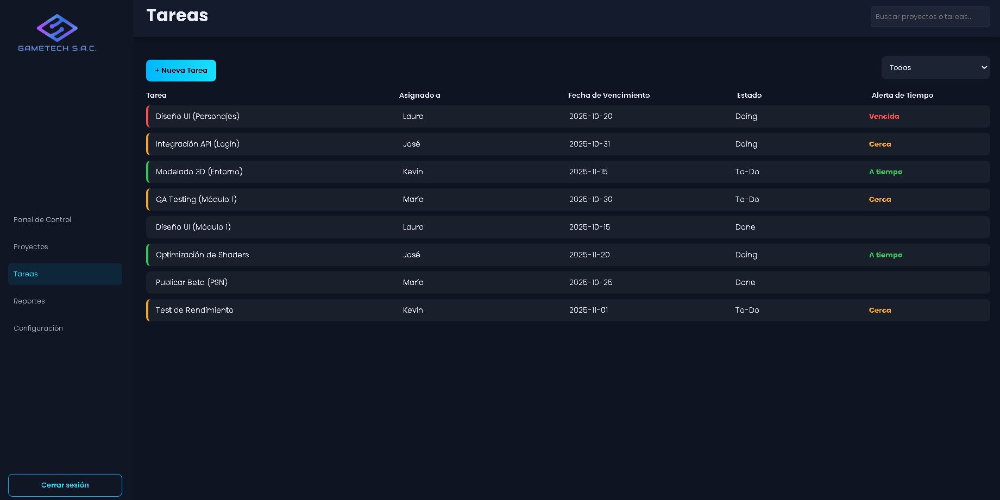 GAMETECH S.A.C.
Panel de Control
Proyectos
Tareas
Reportes
Configuración
Cerrar sesión
Tareas
Buscar proyectos o tareas...
+ Nueva Tarea
Todas
Tarea Asignado a Fecha de Vencimiento Estado Alerta de Tiempo
Diseño UI (Personajes) Laura 2025-10-20 Doing Vencida
Integración API (Login) José 2025-10-31 Doing Cerca
Modelado 3D (Entorno) Kevin 2025-11-15 To-Do A tiempo
QA Testing (Módulo 1) María 2025-10-30 To-Do Cerca
Diseño UI (Módulo 1) Laura 2025-10-15 Done
Optimización de Shaders José 2025-11-20 Doing A tiempo
Publicar Beta (PSN) María 2025-10-25 Done
Test de Rendimiento Kevin 2025-11-01 To-Do Cerca